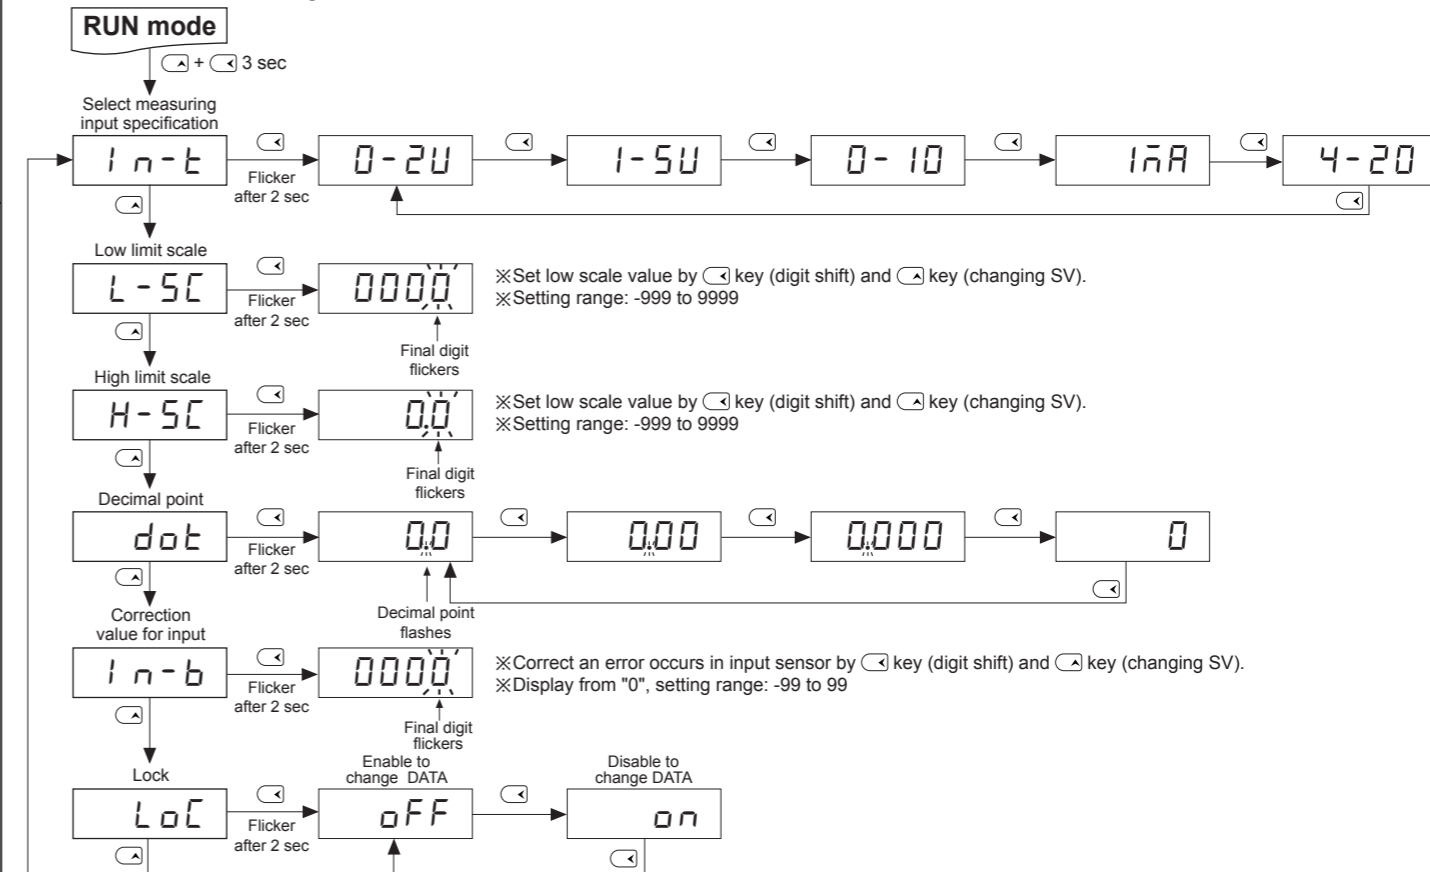 RUN mode
+ 3 sec
Select measuring
input specification
In-t
Flicker
after 2 sec
0-2U
1-5U
0-10
1mA
4-20
Low limit scale
L-SC
Flicker
after 2 sec
0000
※Set low scale value by key (digit shift) and key (changing SV).
※Setting range: -999 to 9999
Final digit
flickers
High limit scale
H-SC
Flicker
after 2 sec
0.0
※Set low scale value by key (digit shift) and key (changing SV).
※Setting range: -999 to 9999
Final digit
flickers
Decimal point
dot
Flicker
after 2 sec
0.0
0.00
0.000
0
Decimal point
flashes
Correction
value for input
In-b
Flicker
after 2 sec
0000
※Correct an error occurs in input sensor by key (digit shift) and key (changing SV).
※Display from "0", setting range: -99 to 99
Final digit
flickers
Lock
LoC
Flicker
after 2 sec
Enable to
change DATA
oFF
Disable to
change DATA
on